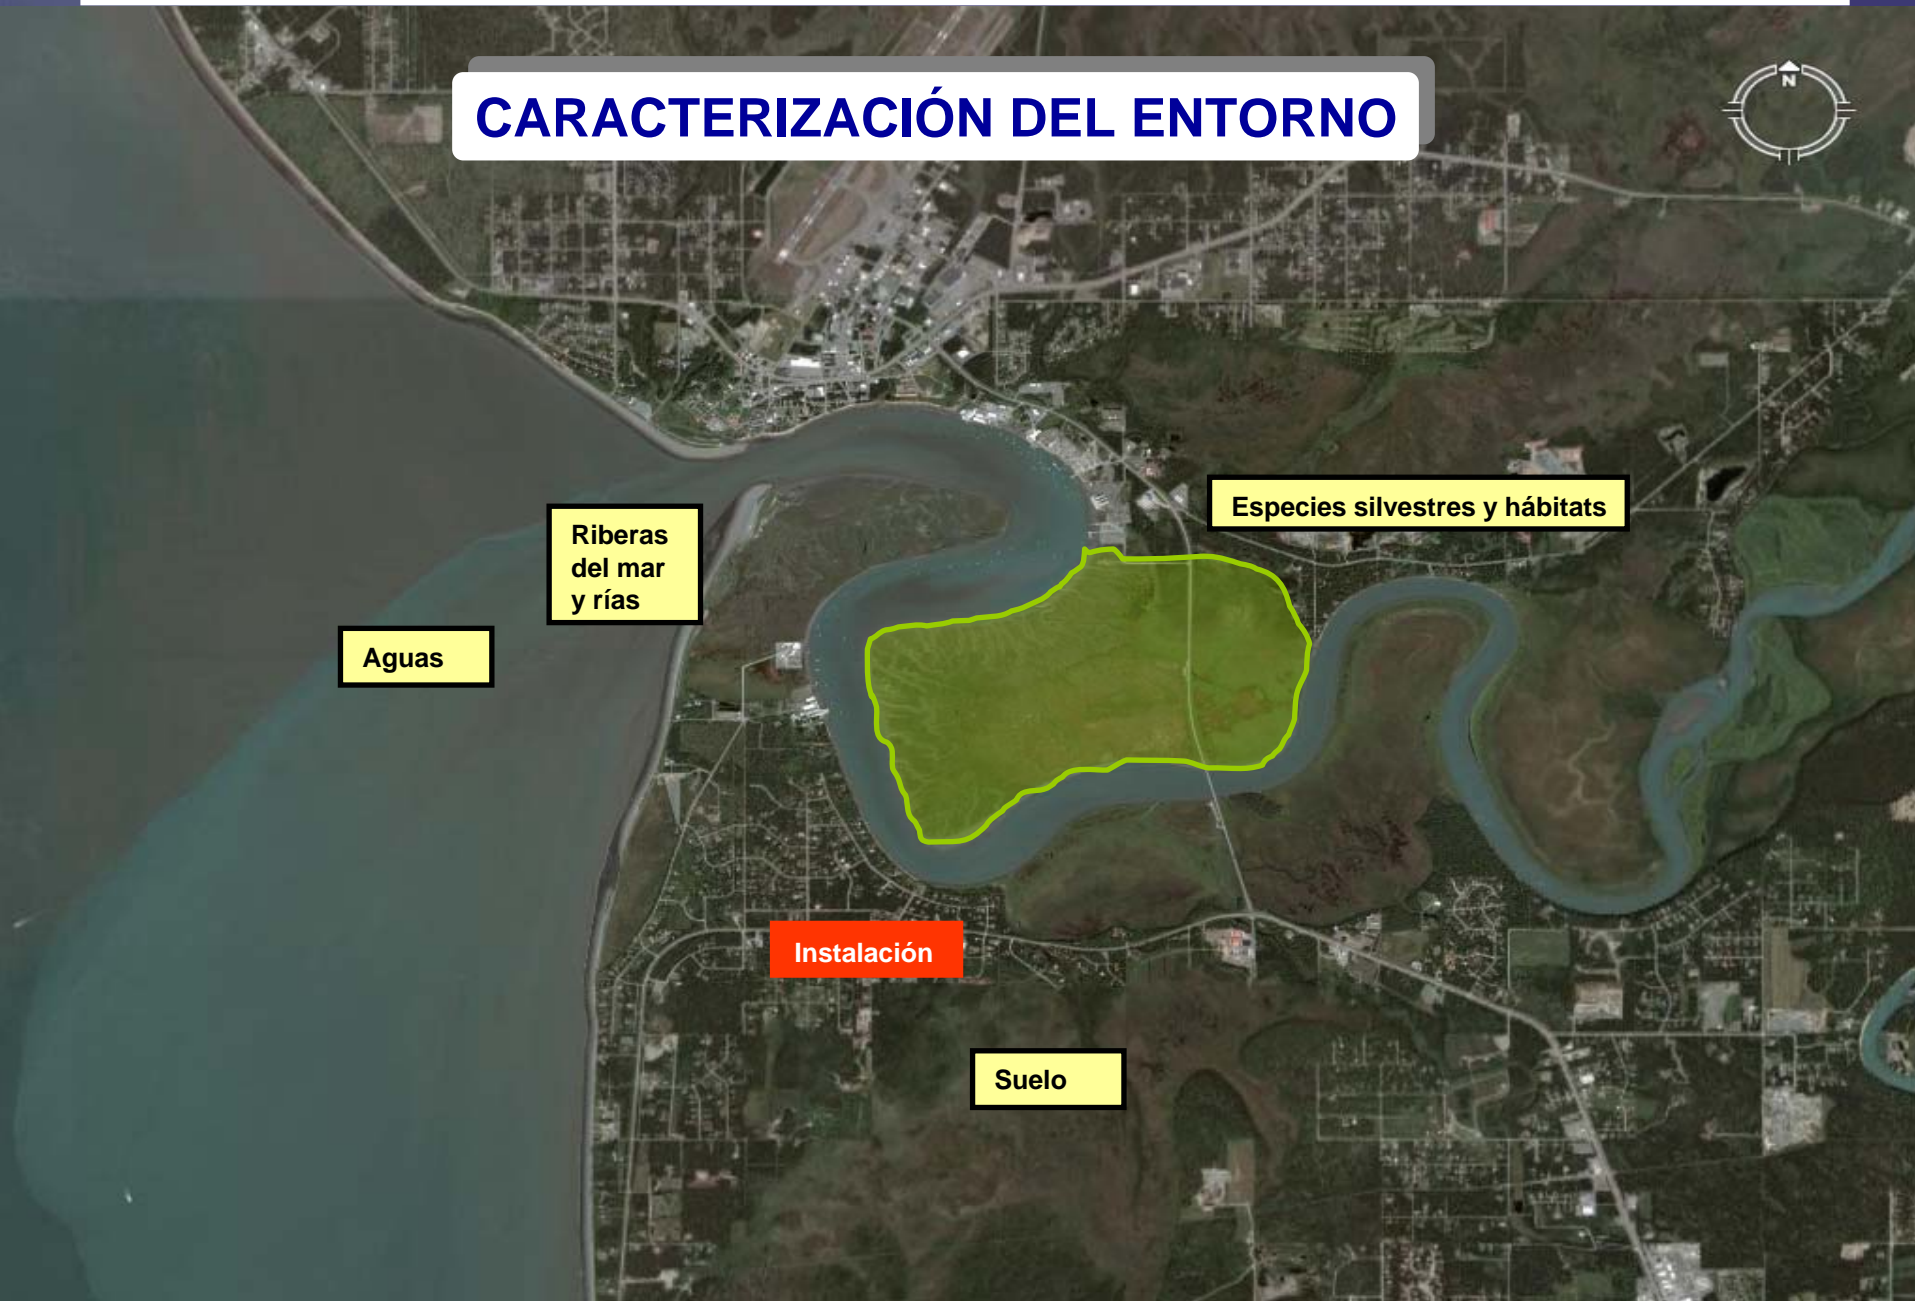 CARACTERIZACIÓN DEL ENTORNO
N
Especies silvestres y hábitats
Riberas
del mar
y rías
Aguas
Instalación
Suelo